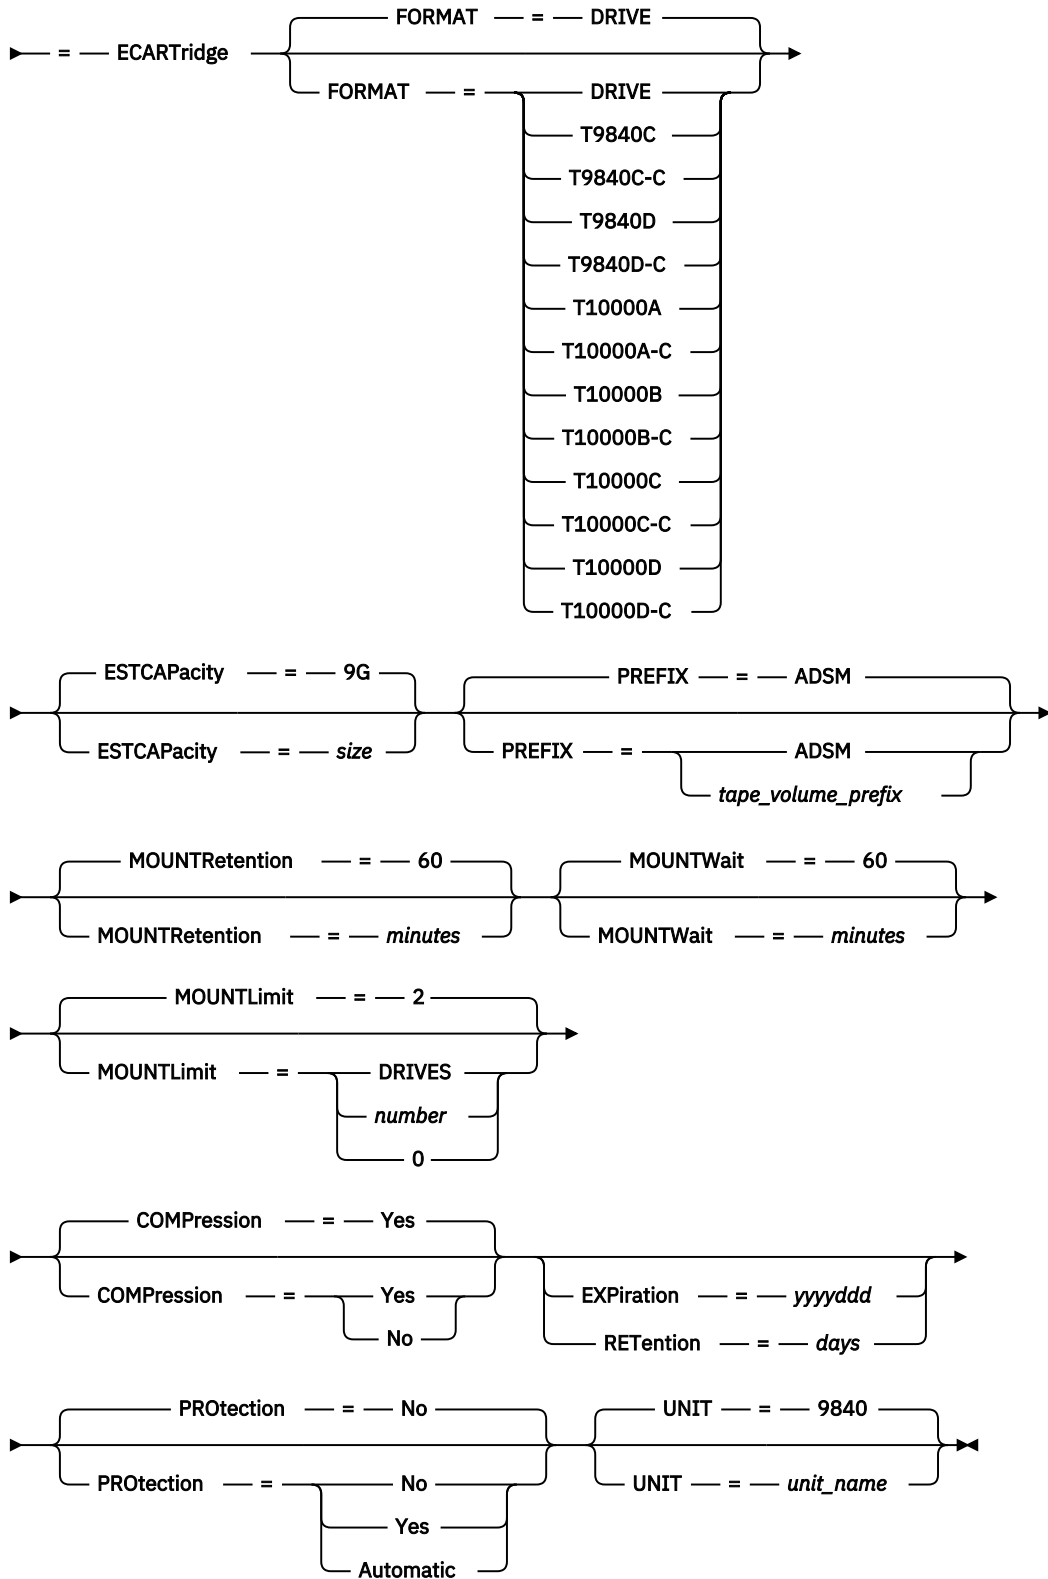 FORMAT = DRIVE
= ECARTridge
FORMAT = DRIVE
T9840C
T9840C-C
T9840D
T9840D-C
T10000A
T10000A-C
T10000B
T10000B-C
T10000C
T10000C-C
T10000D
T10000D-C
ESTCAPacity = 9G PREFIX = ADSM
ESTCAPacity = size PREFIX = ADSM
tape_volume_prefix
MOUNTRetention = 60 MOUNTWait = 60
MOUNTRetention = minutes MOUNTWait = minutes
MOUNTLimit = 2
MOUNTLimit = DRIVES
number
0
COMPression = Yes
COMPression = Yes EXPiration = yyyyddd
No RETention = days
PROtection = No UNIT = 9840
PROtection = No UNIT = unit_name
Yes
Automatic